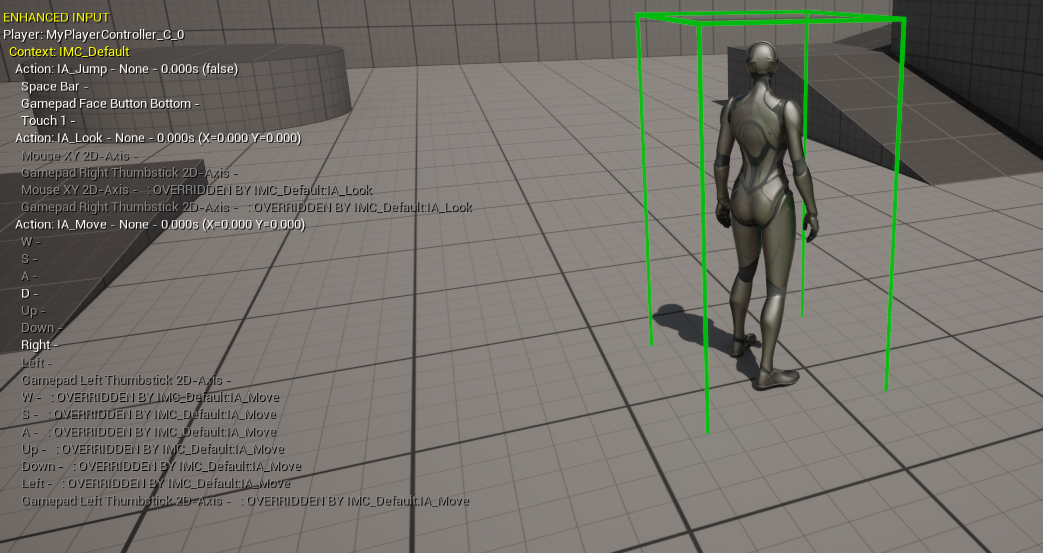 ENHANCED INPUT
Player: MyPlayerController_C_0
Context: IMC_Default
Action: IA_Jump - None - 0.000s (false)
Space Bar -
Gamepad Face Button Bottom -
Touch 1 -
Action: IA_Look - None - 0.000s (X=0.000 Y=0.000)
Mouse XY 2D-Axis -
Gamepad Right Thumbstick 2D-Axis -
Mouse XY 2D-Axis - : OVERRIDDEN BY IMC_Default:IA_Look
Gamepad Right Thumbstick 2D-Axis - : OVERRIDDEN BY IMC_Default:IA_Look
Action: IA_Move - None - 0.000s (X=0.000 Y=0.000)
W -
S -
A -
D -
Up -
Down -
Right -
Left -
Gamepad Left Thumbstick 2D-Axis -
W - : OVERRIDDEN BY IMC_Default:IA_Move
S - : OVERRIDDEN BY IMC_Default:IA_Move
A - : OVERRIDDEN BY IMC_Default:IA_Move
Up - : OVERRIDDEN BY IMC_Default:IA_Move
Down - : OVERRIDDEN BY IMC_Default:IA_Move
Left - : OVERRIDDEN BY IMC_Default:IA_Move
Gamepad Left Thumbstick 2D-Axis - : OVERRIDDEN BY IMC_Default:IA_Move